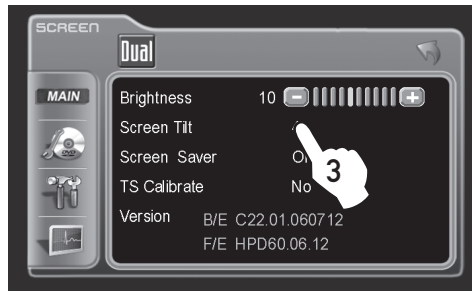 SCREEN
Dual
MAIN
Brightness 10 - +
Screen Tilt
Screen Saver
TS Calibrate No
Version B/E C22.01.060712
F/E HPD60.06.12
DVD
3